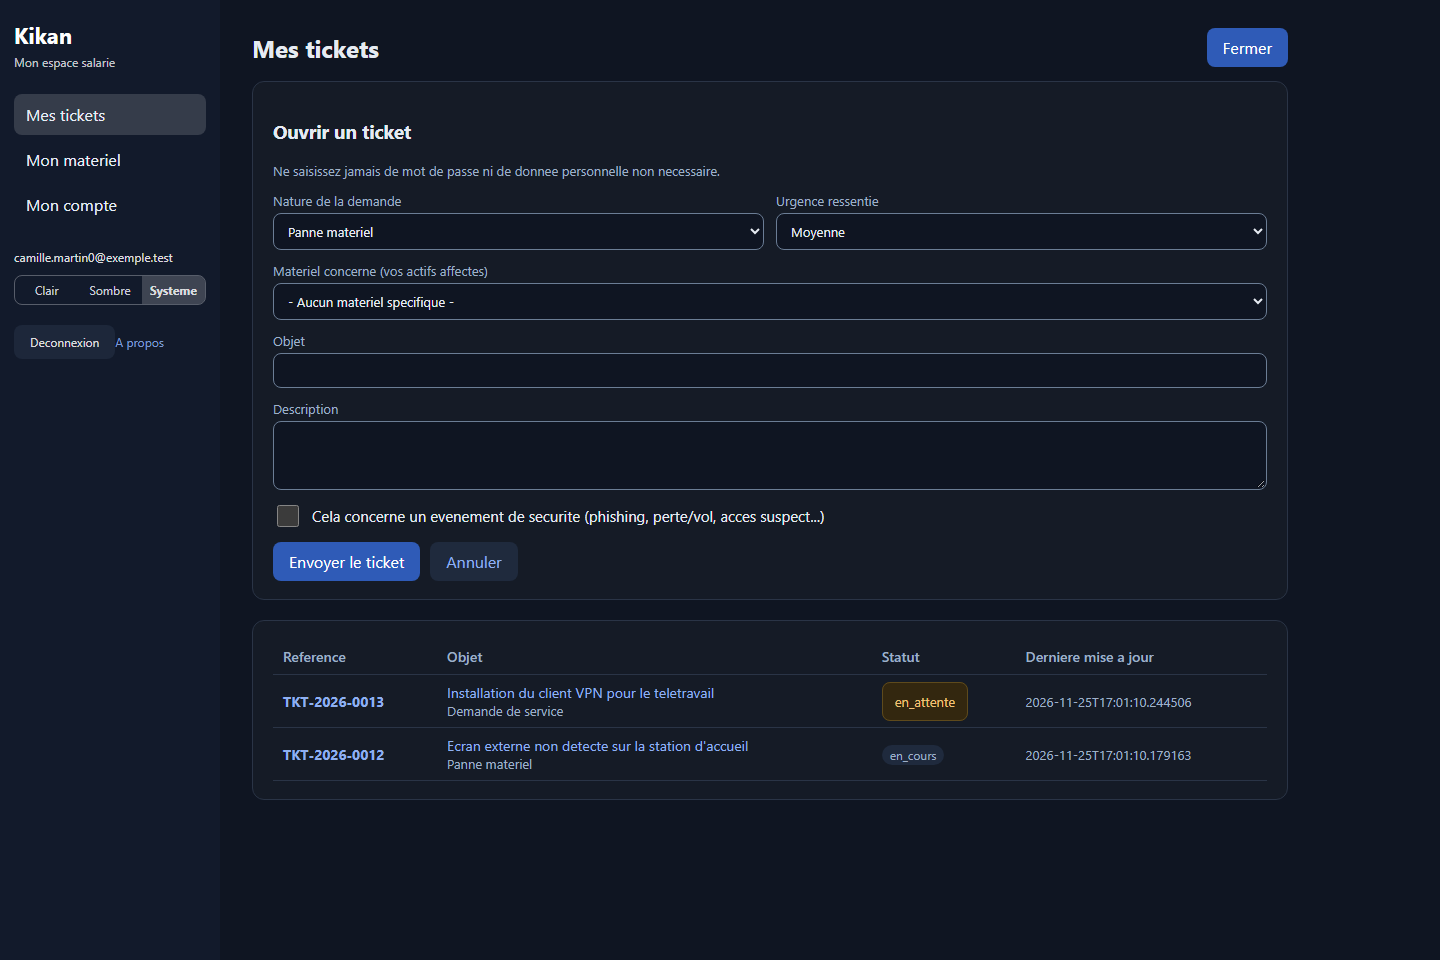 Kikan
Mon espace salarie
Mes tickets
Mon materiel
Mon compte
camille.martin0@exemple.test
Clair Sombre Systeme
Deconnexion A propos
Mes tickets
Fermer
Ouvrir un ticket
Ne saisissez jamais de mot de passe ni de donnee personnelle non necessaire.
Nature de la demande Urgence ressentie
Panne materiel Moyenne
Materiel concerne (vos actifs affectes)
- Aucun materiel specifique -
Objet
Description
Cela concerne un evenement de securite (phishing, perte/vol, acces suspect...)
Envoyer le ticket Annuler
Reference Objet Statut Derniere mise a jour
TKT-2026-0013 Installation du client VPN pour le teletravail en_attente 2026-11-25T17:01:10.244506
Demande de service
TKT-2026-0012 Ecran externe non detecte sur la station d'accueil en_cours 2026-11-25T17:01:10.179163
Panne materiel